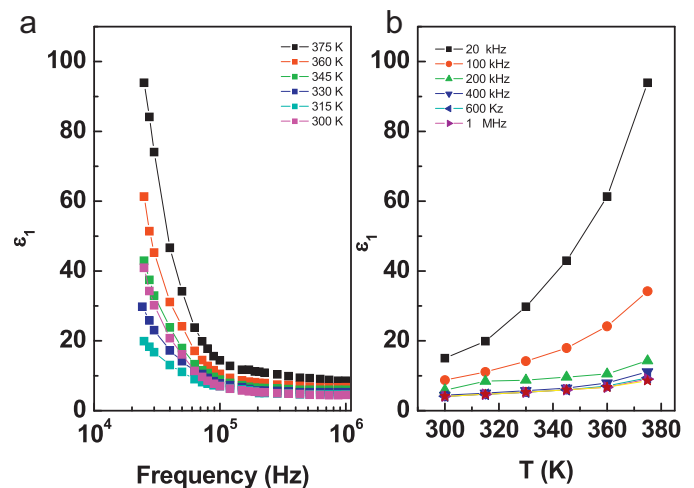 a
100
80
60
40
20
0
ε1
10^4
10^5
10^6
Frequency (Hz)
375 K
360 K
345 K
330 K
315 K
300 K
b
100
80
60
40
20
0
ε1
300
320
340
360
380
T (K)
20 kHz
100 kHz
200 kHz
400 kHz
600 Kz
1 MHz